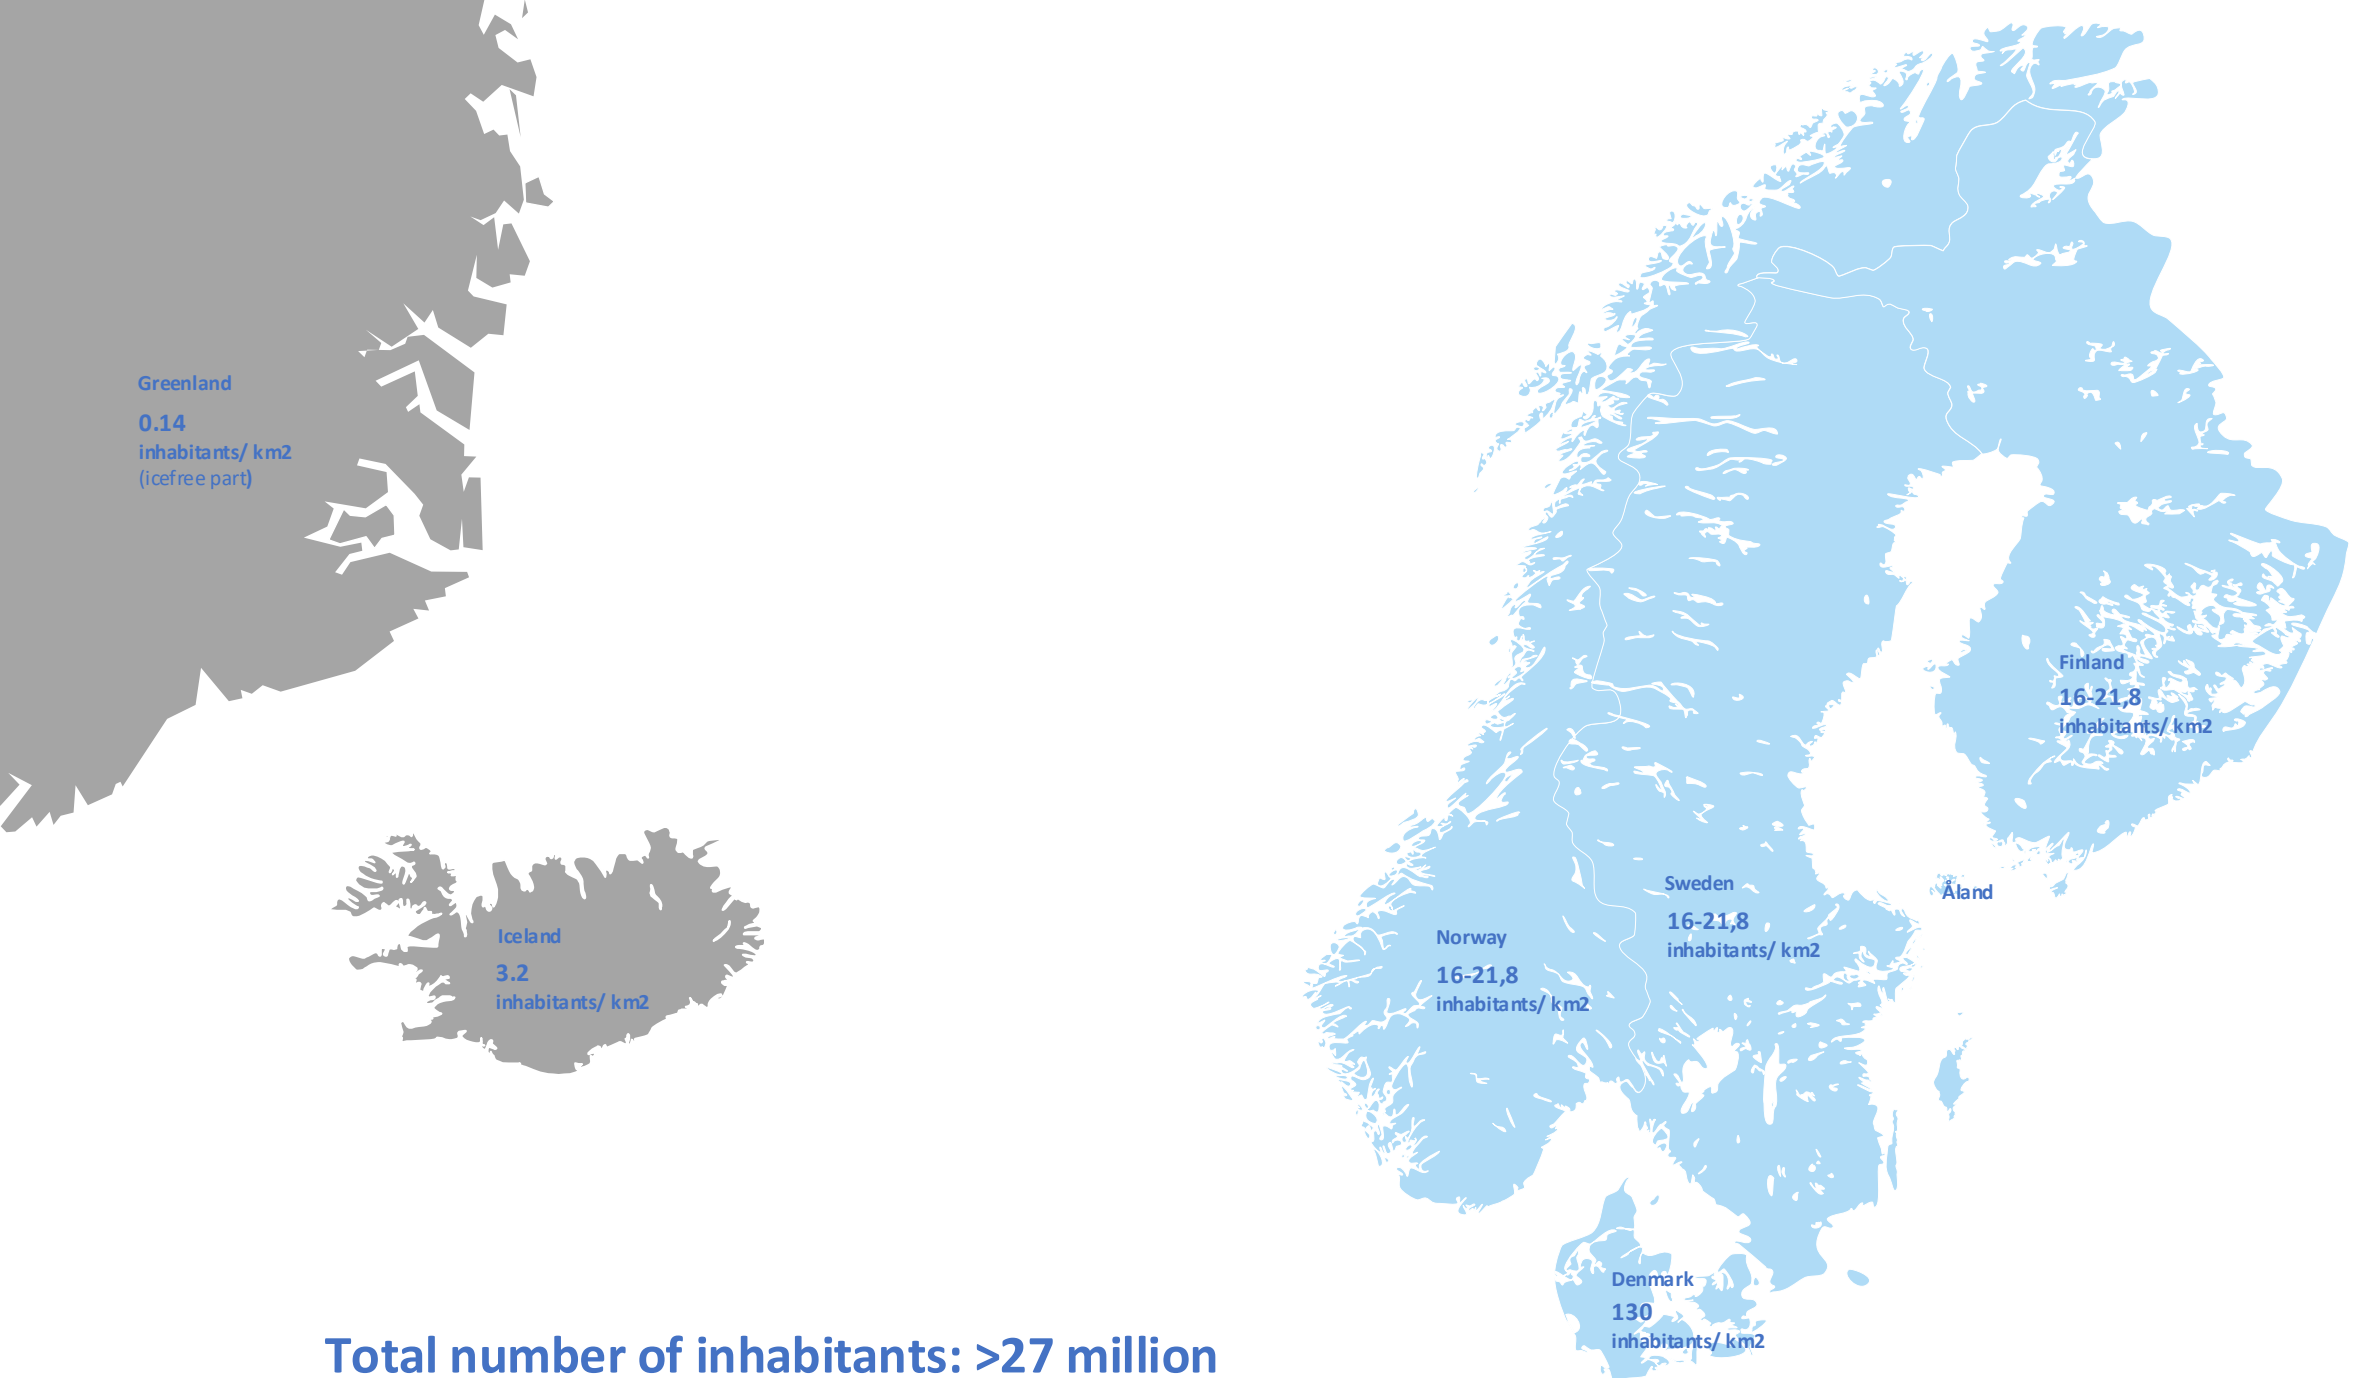 Greenland
0.14
inhabitants/ km2
(icefree part)
Finland
16-21,8
inhabitants/ km2
Sweden
16-21,8
inhabitants/ km2
Åland
Norway
16-21,8
inhabitants/ km2
Iceland
3.2
inhabitants/ km2
Denmark
130
inhabitants/ km2
Total number of inhabitants: >27 million